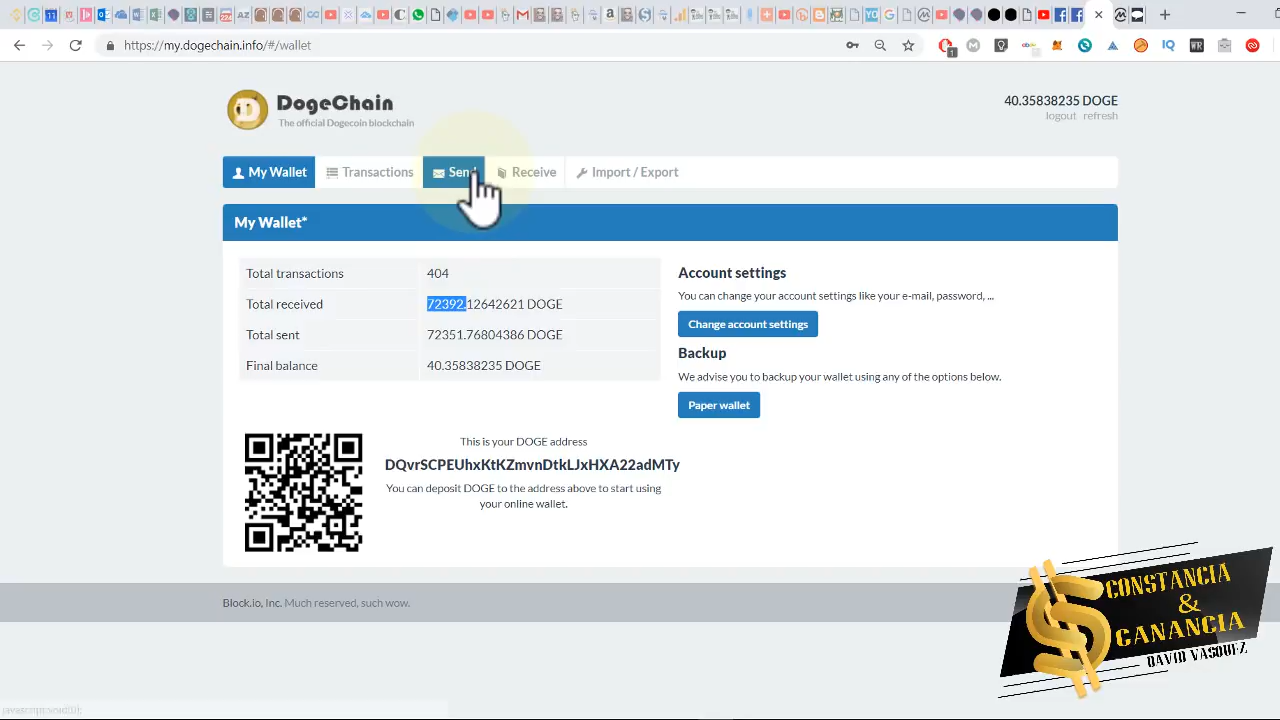 https://my.dogechain.info/#/wallet
DogeChain
The official Dogecoin blockchain
40.35838235 DOGE
logout refresh
My Wallet
Transactions
Send
Receive
Import / Export
My Wallet*
Total transactions 404
Total received 72392.12642621 DOGE
Total sent 72351.76804386 DOGE
Final balance 40.35838235 DOGE
Account settings
You can change your account settings like your e-mail, password, ...
Change account settings
Backup
We advise you to backup your wallet using any of the options below.
Paper wallet
This is your DOGE address
DQvrSCPEUhxKtKZmvnDtkLJxHXA22adMTy
You can deposit DOGE to the address above to start using
your online wallet.
Block.io, Inc. Much reserved, such wow.
CONSTANCIA
&
GANANCIA
DAVID VASQUEZ